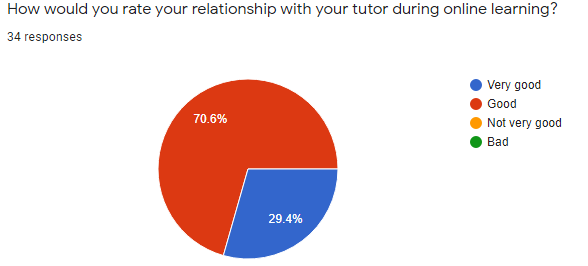 How would you rate your relationship with your tutor during online learning?
34 responses
70.6%
29.4%
Very good
Good
Not very good
Bad